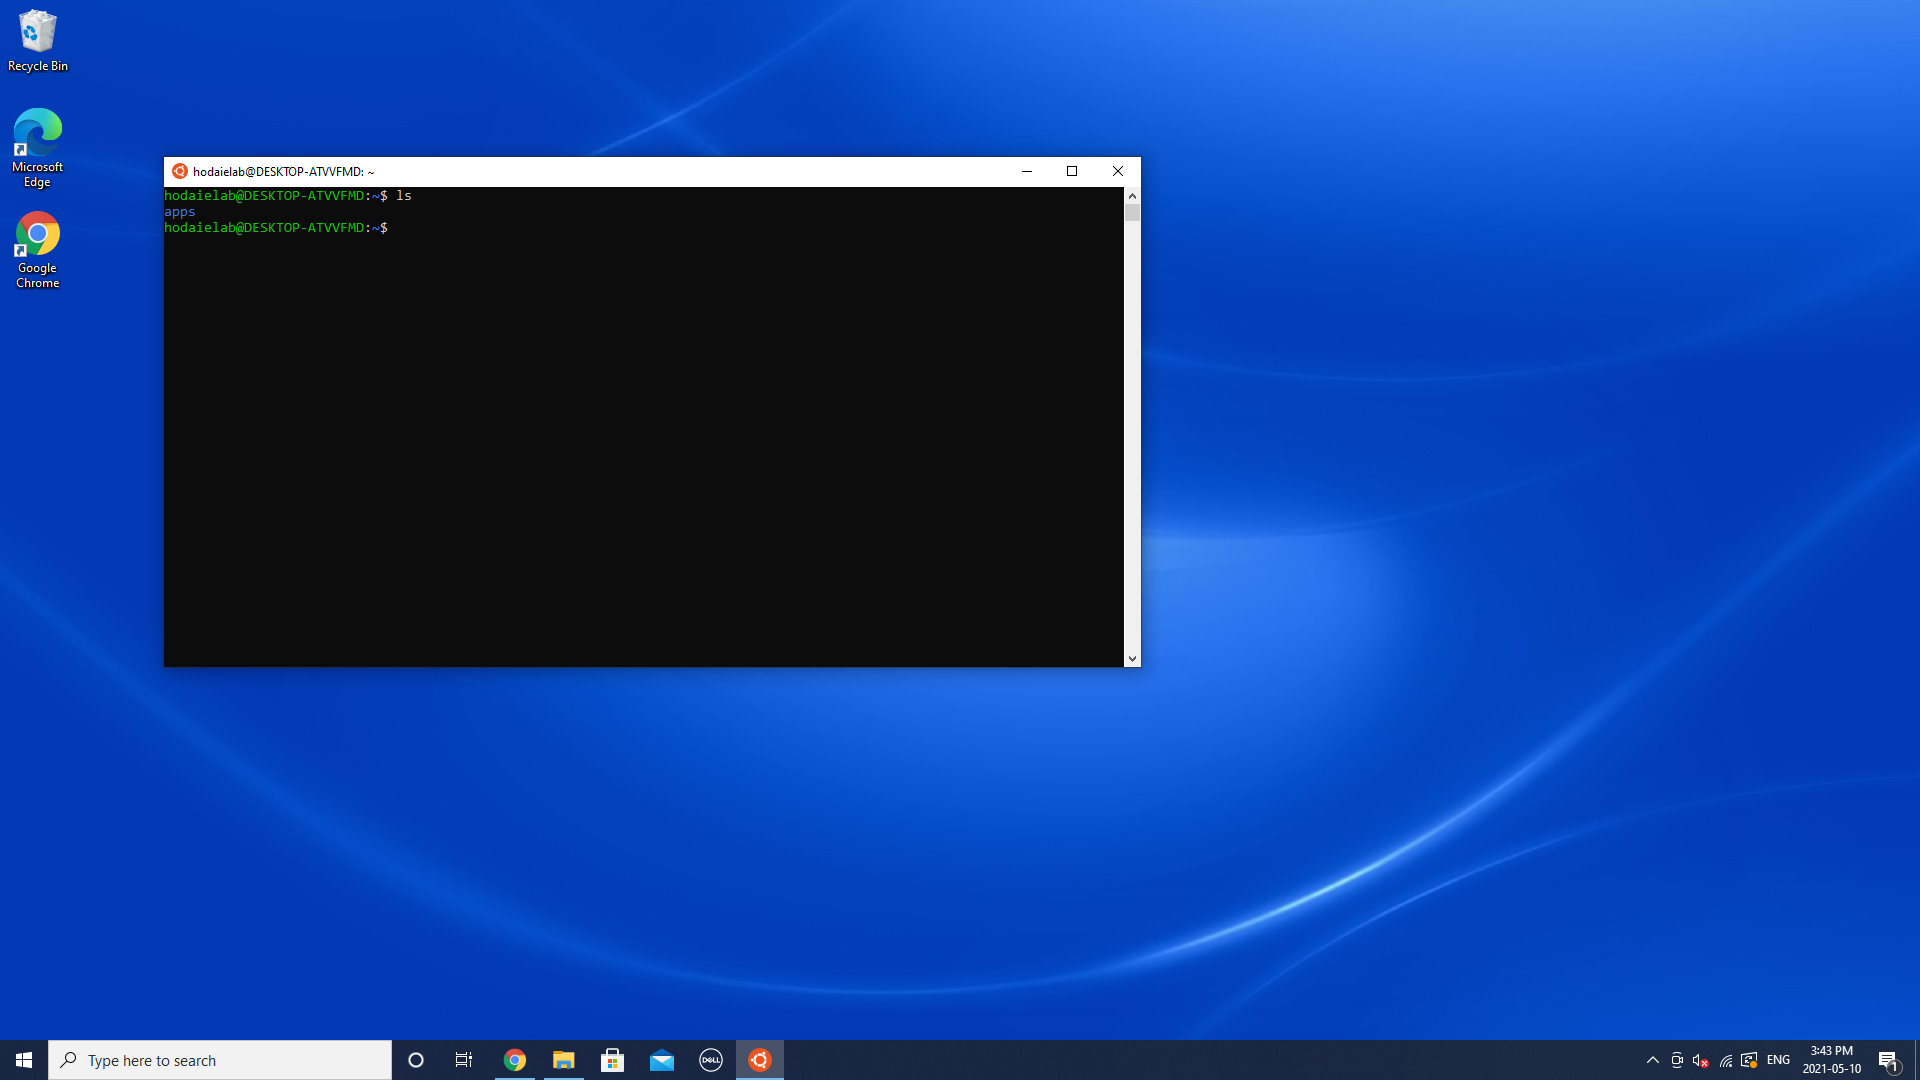 Recycle Bin
Microsoft
Edge
Google
Chrome
hodaielab@DESKTOP-ATVVFMD: ~
hodaielab@DESKTOP-ATVVFMD:~$ ls
apps
hodaielab@DESKTOP-ATVVFMD:~$
Type here to search
DELL
ENG
3:43 PM
2021-05-10
1